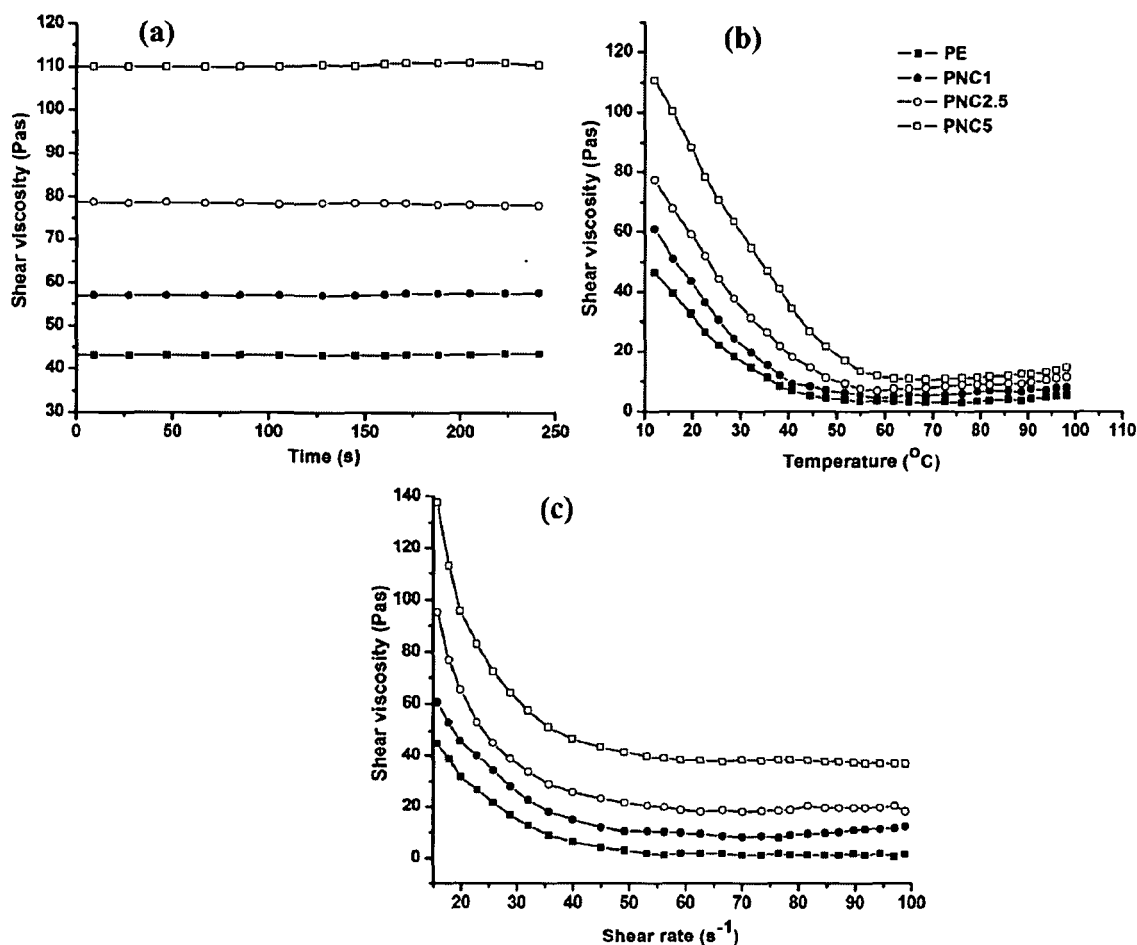 (a)
Shear viscosity (Pas)
120
110
100
90
80
70
60
50
40
30
0 50 100 150 200 250
Time (s)
(b)
PE
PNC1
PNC2.5
PNC5
Shear viscosity (Pas)
120
100
80
60
40
20
0
10 20 30 40 50 60 70 80 90 100 110
Temperature (°C)
(c)
Shear viscosity (Pas)
140
120
100
80
60
40
20
0
20 30 40 50 60 70 80 90 100
Shear rate (s⁻¹)